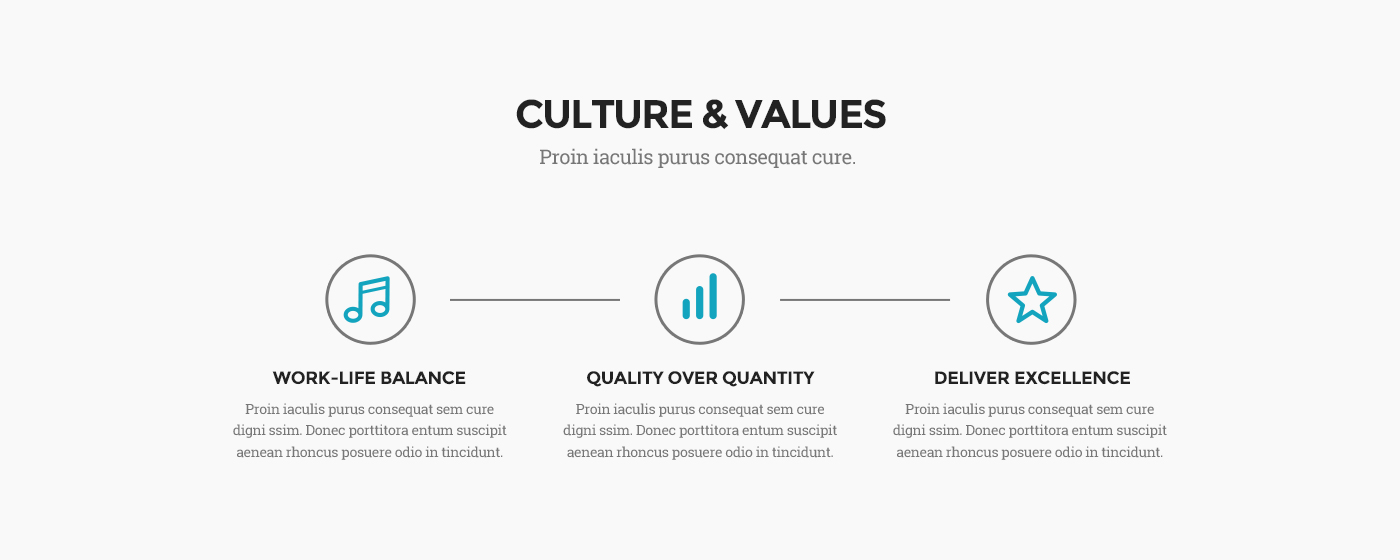 CULTURE & VALUES
Proin iaculis purus consequat cure.
WORK-LIFE BALANCE
Proin iaculis purus consequat sem cure
digni ssim. Donec porttitora entum suscipit
aenean rhoncus posuere odio in tincidunt.
QUALITY OVER QUANTITY
Proin iaculis purus consequat sem cure
digni ssim. Donec porttitora entum suscipit
aenean rhoncus posuere odio in tincidunt.
DELIVER EXCELLENCE
Proin iaculis purus consequat sem cure
digni ssim. Donec porttitora entum suscipit
aenean rhoncus posuere odio in tincidunt.